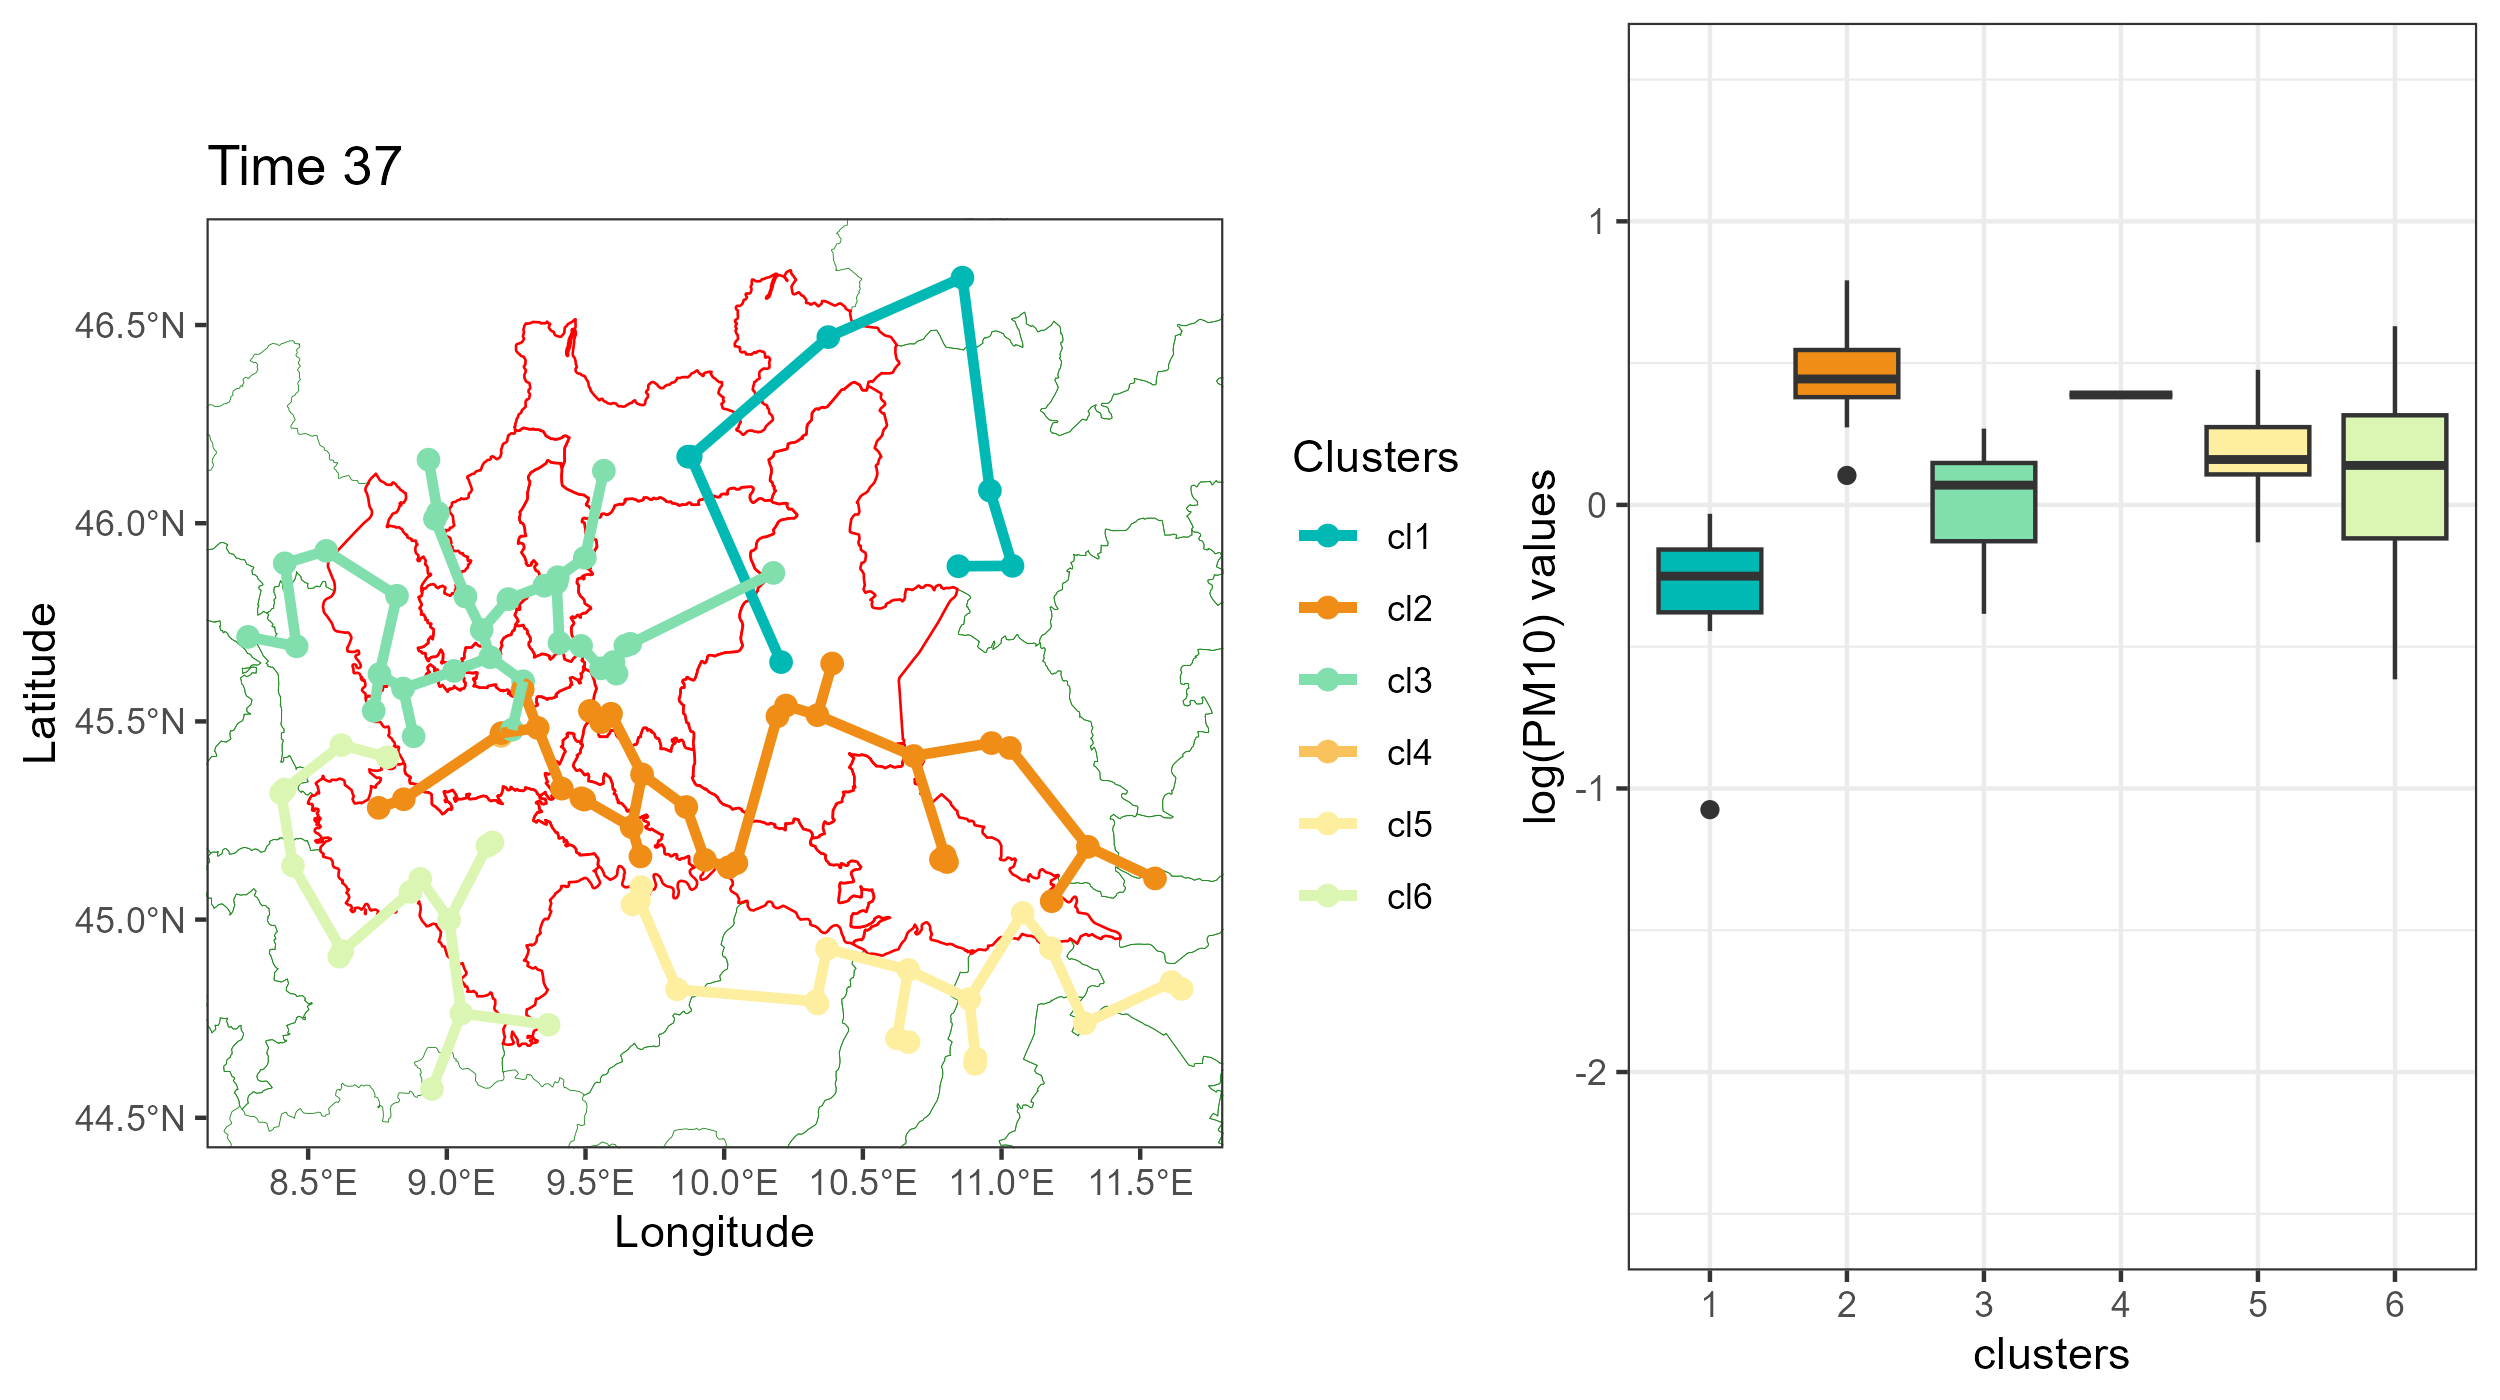 Time 37
Latitude
46.5°N
46.0°N
45.5°N
45.0°N
44.5°N
8.5°E
9.0°E
9.5°E
10.0°E
10.5°E
11.0°E
11.5°E
Longitude
Clusters
cl1
cl2
cl3
cl4
cl5
cl6
log(PM10) values
1
0
-1
-2
1
2
3
4
5
6
clusters